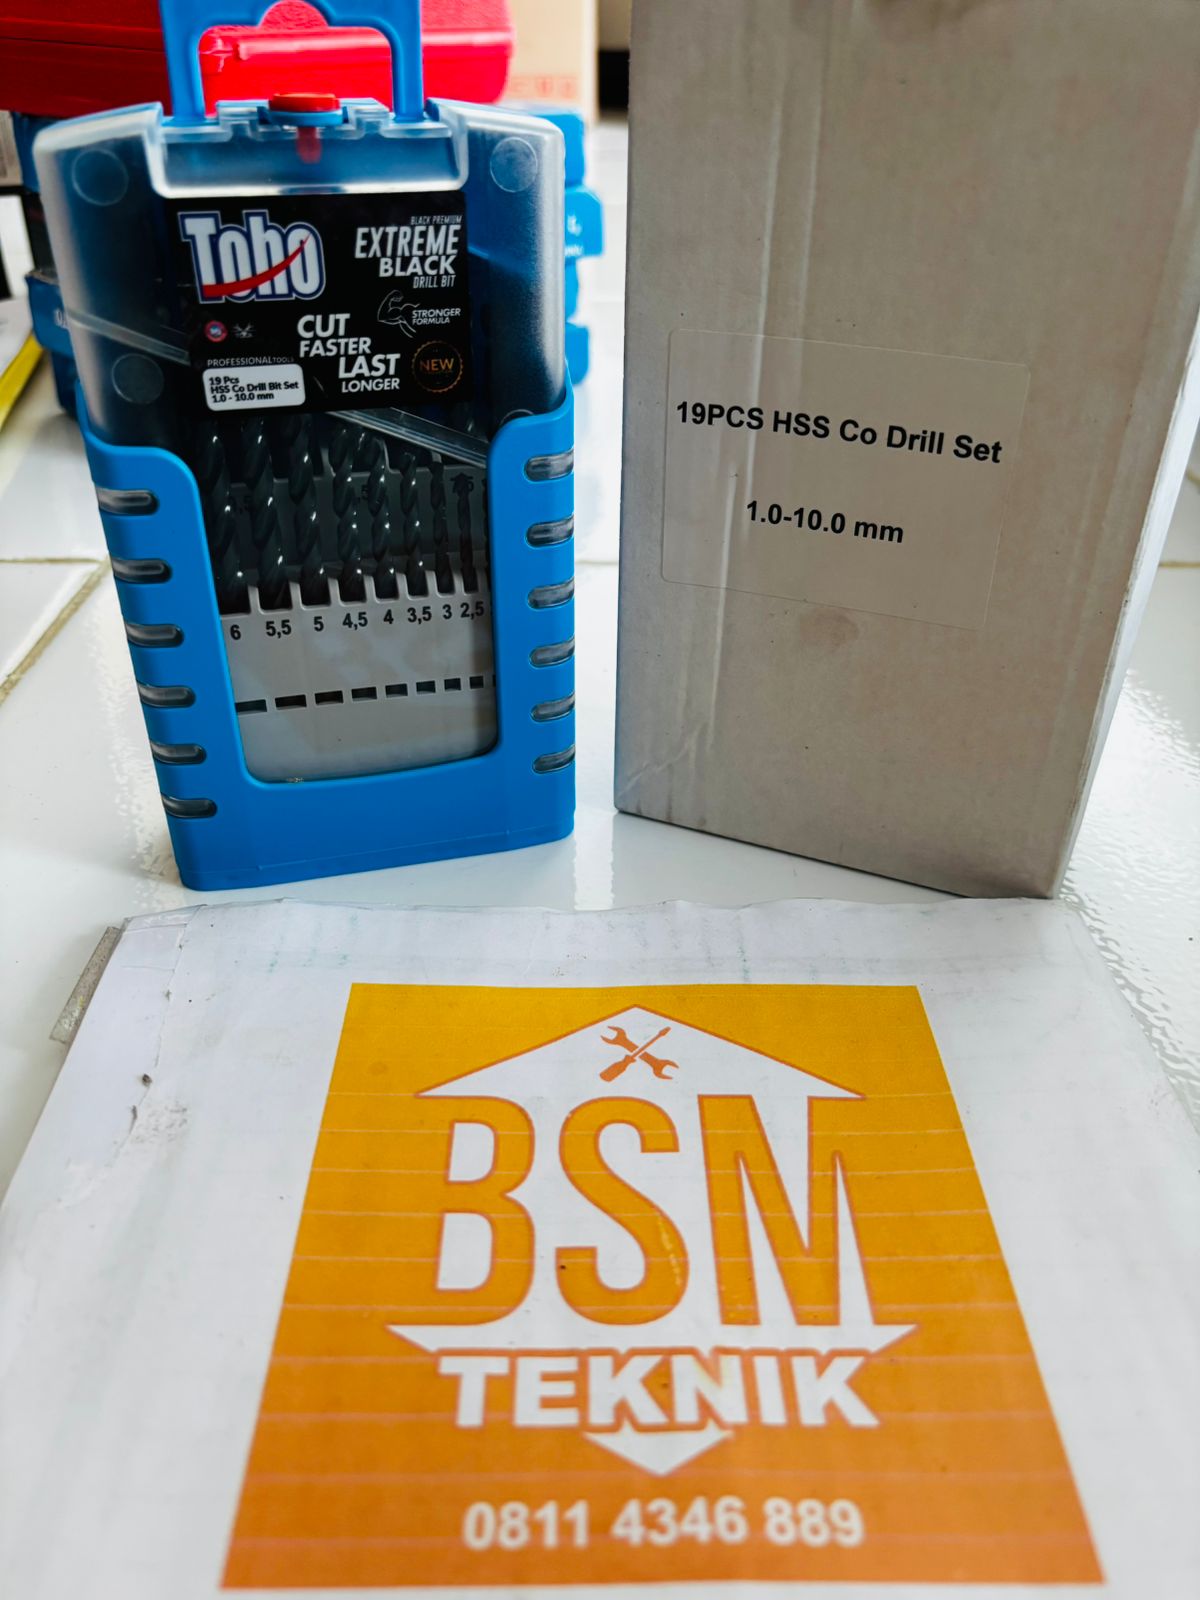 Toho
BLACK PREMIUM
EXTREME
BLACK
DRILL BIT
STRONGER
FORMULA
CUT
FASTER
LAST
LONGER
NEW
PROFESSIONAL TOOLS
19 Pcs
HSS Co Drill Bit Set
1.0 - 10.0 mm
6 5,5 5 4,5 4 3,5 3 2,5
19PCS HSS Co Drill Set
1.0-10.0 mm
BSM
TEKNIK
0811 4346 889